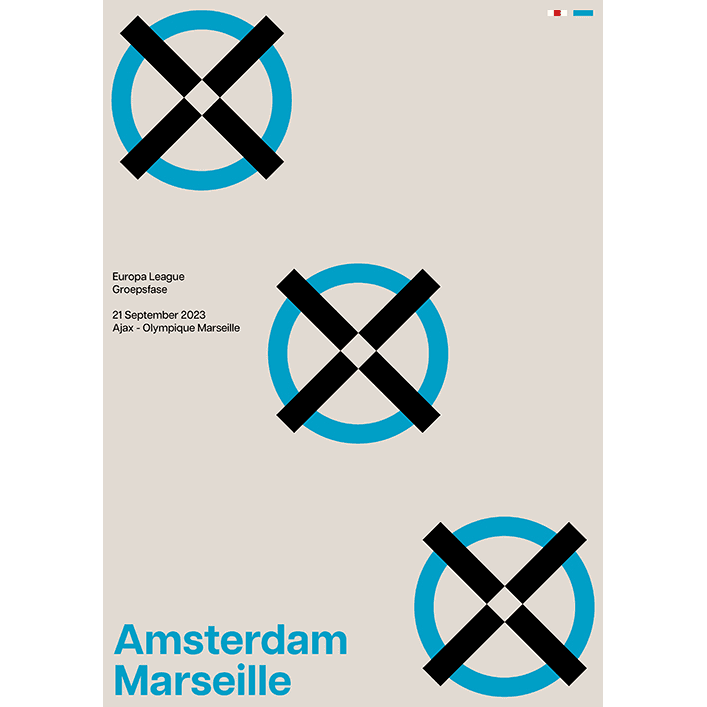 Europa League
Groepsfase
21 September 2023
Ajax - Olympique Marseille
Amsterdam
Marseille